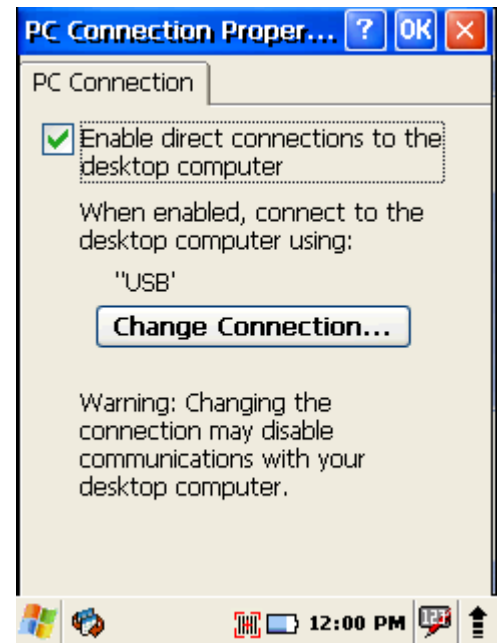 PC Connection Proper... ? OK ×
PC Connection
Enable direct connections to the
desktop computer
When enabled, connect to the
desktop computer using:
"USB'
Change Connection...
Warning: Changing the
connection may disable
communications with your
desktop computer.
12:00 PM 123